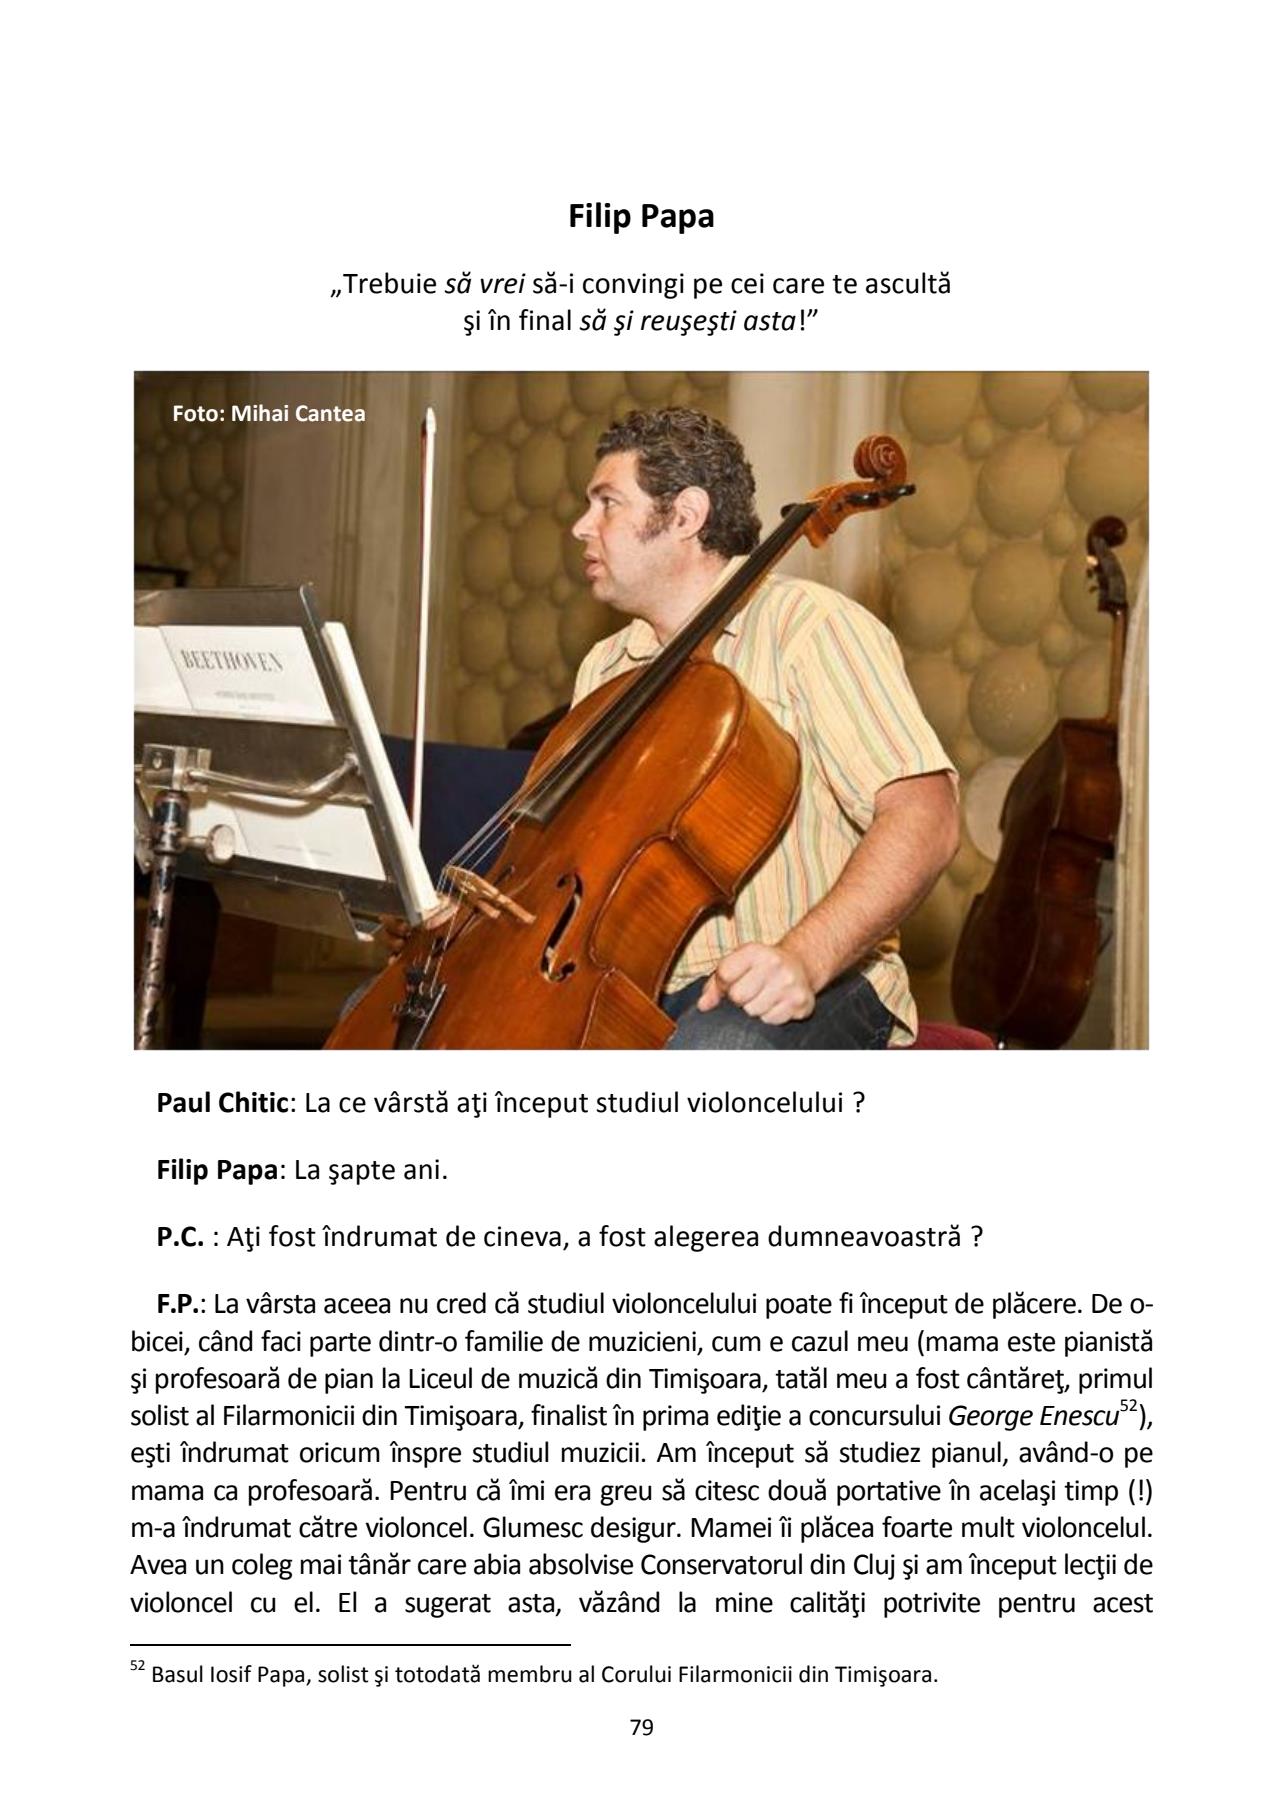 Filip Papa
„Trebuie să vrei să-i convingi pe cei care te ascultă
şi în final să şi reuşeşti asta!”
Foto: Mihai Cantea
BEETHOVEN
Paul Chitic: La ce vârstă aţi început studiul violoncelului ?
Filip Papa: La şapte ani.
P.C. : Aţi fost îndrumat de cineva, a fost alegerea dumneavoastră ?
F.P.: La vârsta aceea nu cred că studiul violoncelului poate fi început de plăcere. De o-
bicei, când faci parte dintr-o familie de muzicieni, cum e cazul meu (mama este pianistă
şi profesoară de pian la Liceul de muzică din Timişoara, tatăl meu a fost cântăreţ, primul
solist al Filarmonicii din Timişoara, finalist în prima ediţie a concursului George Enescu52),
eşti îndrumat oricum înspre studiul muzicii. Am început să studiez pianul, având-o pe
mama ca profesoară. Pentru că îmi era greu să citesc două portative în acelaşi timp (!)
m-a îndrumat către violoncel. Glumesc desigur. Mamei îi plăcea foarte mult violoncelul.
Avea un coleg mai tânăr care abia absolvise Conservatorul din Cluj şi am început lecţii de
violoncel cu el. El a sugerat asta, văzând la mine calităţi potrivite pentru acest
52 Basul Iosif Papa, solist şi totodată membru al Corului Filarmonicii din Timişoara.
79